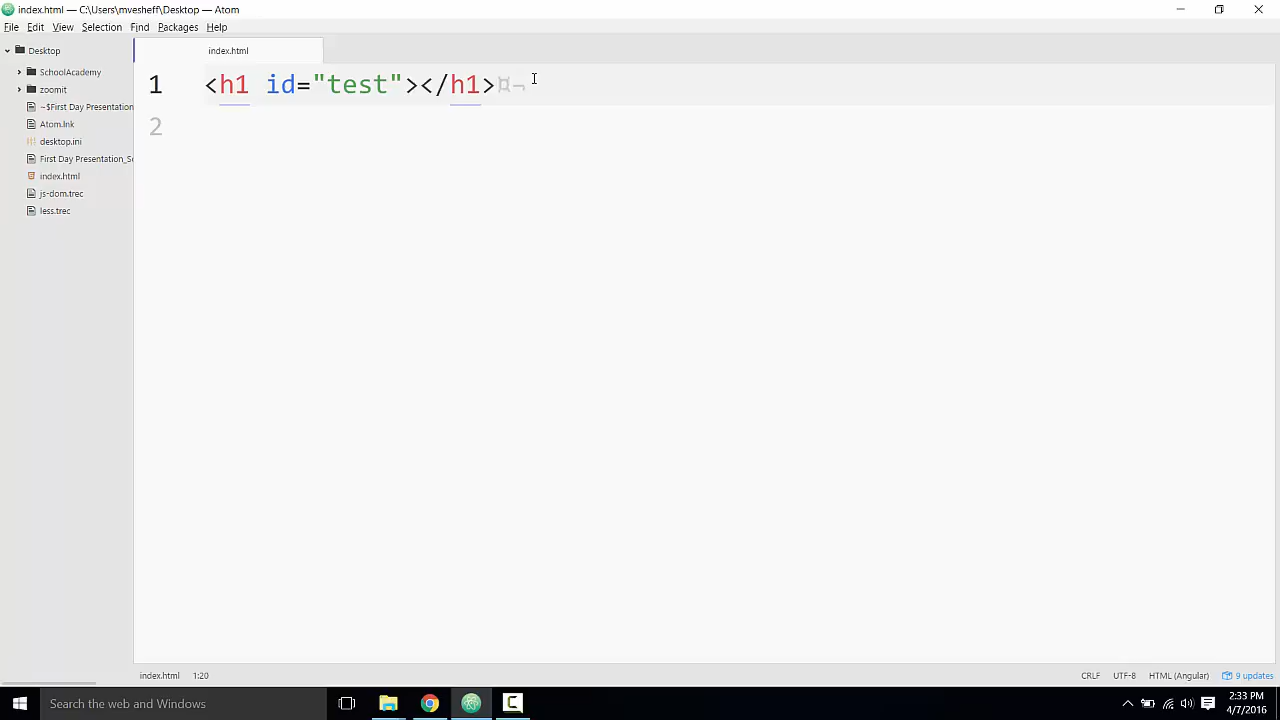 index.html — C:\Users\mvesheff\Desktop — Atom
File Edit View Selection Find Packages Help
Desktop
index.html
SchoolAcademy
zoomit
~$First Day Presentation
Atom.lnk
desktop.ini
First Day Presentation_S
index.html
js-dom.trec
less.trec
1 <h1 id="test"></h1>¤¬
2
index.html 1:20
CRLF UTF-8 HTML (Angular) 9 updates
Search the web and Windows
2:33 PM
4/7/2016